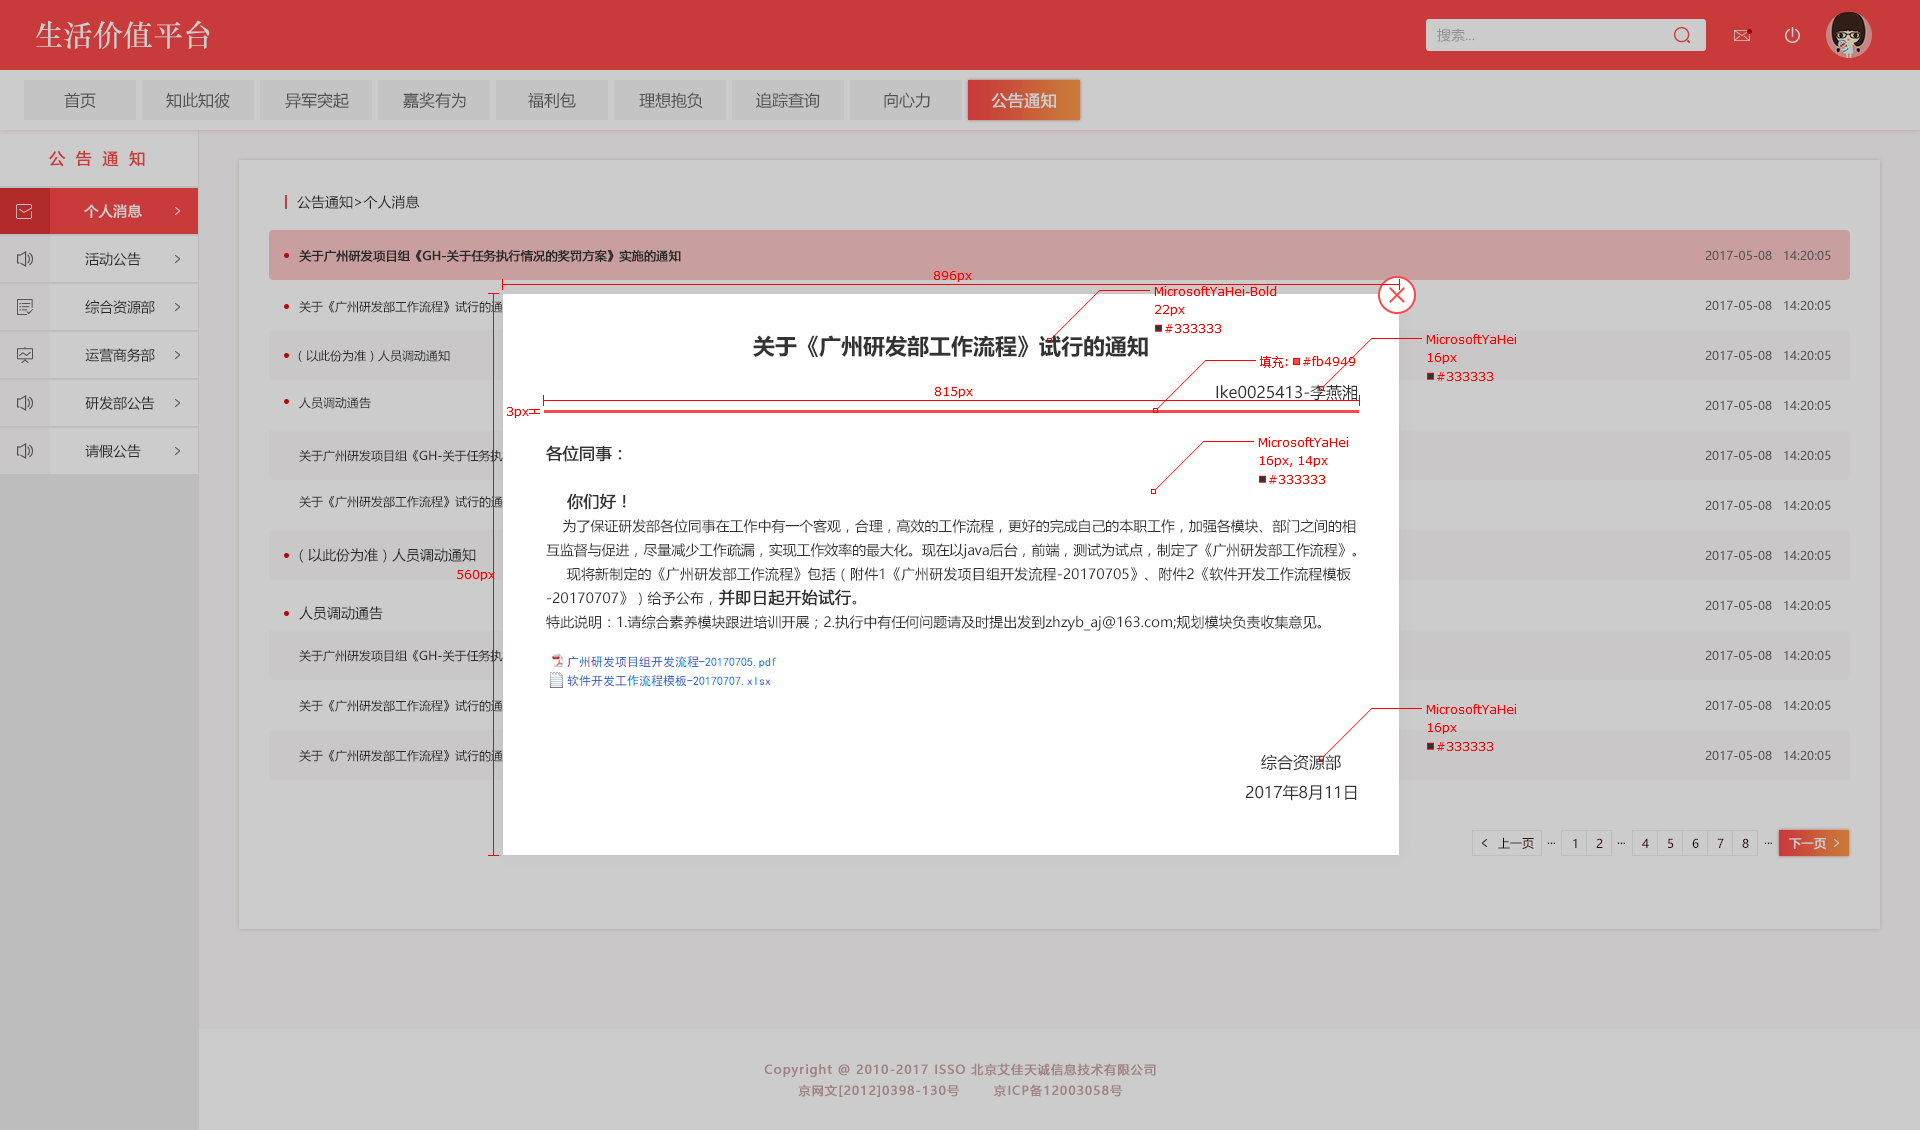 生活价值平台
搜索...
首页 知此知彼 异军突起 嘉奖有为 福利包 理想抱负 追踪查询 向心力 公告通知
公告通知
个人消息
活动公告
综合资源部
运营商务部
研发部公告
请假公告
公告通知>个人消息
关于广州研发项目组《GH-关于任务执行情况的奖罚方案》实施的通知 2017-05-08 14:20:05
关于《广州研发部工作流程》试行的通 2017-05-08 14:20:05
( 以此份为准 ) 人员调动通知 2017-05-08 14:20:05
人员调动通告 2017-05-08 14:20:05
关于广州研发项目组《GH-关于任务执 2017-05-08 14:20:05
关于《广州研发部工作流程》试行的通 2017-05-08 14:20:05
( 以此份为准 ) 人员调动通知 2017-05-08 14:20:05
人员调动通告 2017-05-08 14:20:05
关于广州研发项目组《GH-关于任务执 2017-05-08 14:20:05
关于《广州研发部工作流程》试行的通 2017-05-08 14:20:05
关于《广州研发部工作流程》试行的通 2017-05-08 14:20:05
896px
MicrosoftYaHei-Bold
22px
#333333
关于《广州研发部工作流程》试行的通知
MicrosoftYaHei
16px
#333333
填充: #fb4949
lke0025413-李燕湘
815px
3px
560px
MicrosoftYaHei
16px, 14px
#333333
各位同事：
你们好！
为了保证研发部各位同事在工作中有一个客观，合理，高效的工作流程，更好的完成自己的本职工作，加强各模块、部门之间的相
互监督与促进，尽量减少工作疏漏，实现工作效率的最大化。现在以java后台，前端，测试为试点，制定了《广州研发部工作流程》。
现将新制定的《广州研发部工作流程》包括（附件1《广州研发项目组开发流程-20170705》、附件2《软件开发工作流程模板
-20170707》）给予公布，并即日起开始试行。
特此说明：1.请综合素养模块跟进培训开展；2.执行中有任何问题请及时提出发到zhzyb_aj@163.com;规划模块负责收集意见。
广州研发项目组开发流程-20170705.pdf
软件开发工作流程模板-20170707.xlsx
MicrosoftYaHei
16px
#333333
综合资源部
2017年8月11日
< 上一页 ··· 1 2 ··· 4 5 6 7 8 ··· 下一页 >
Copyright @ 2010-2017 ISSO 北京艾佳天诚信息技术有限公司
京网文[2012]0398-130号 京ICP备12003058号